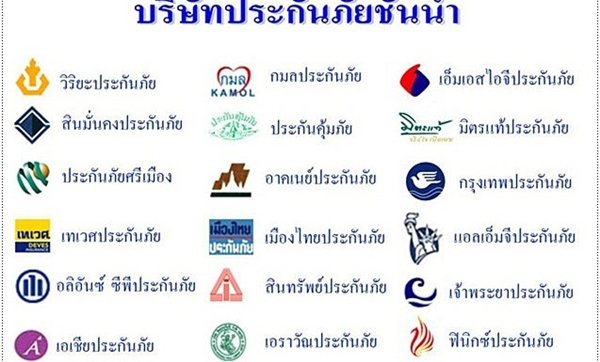 บริษัทประกันภัยชั้นนำ
วิริยะประกันภัย
กมล
KAMOL
กมลประกันภัย
เอ็มเอสไอจีประกันภัย
สินมั่นคงประกันภัย
ประกันคุ้มภัย
มิตรแท้
มิตรแท้ประกันภัย
ประกันภัยศรีเมือง
อาคเนย์ประกันภัย
กรุงเทพประกันภัย
เทเวศ
DEVES
INSURANCE
เทเวศประกันภัย
เมืองไทย
ประกันภัย
เมืองไทยประกันภัย
แอลเอ็มจีประกันภัย
อลิอันซ์ ซีพีประกันภัย
สินทรัพย์ประกันภัย
เจ้าพระยาประกันภัย
A
เอเชียประกันภัย
เอราวัณประกันภัย
ฟินิกซ์ประกันภัย